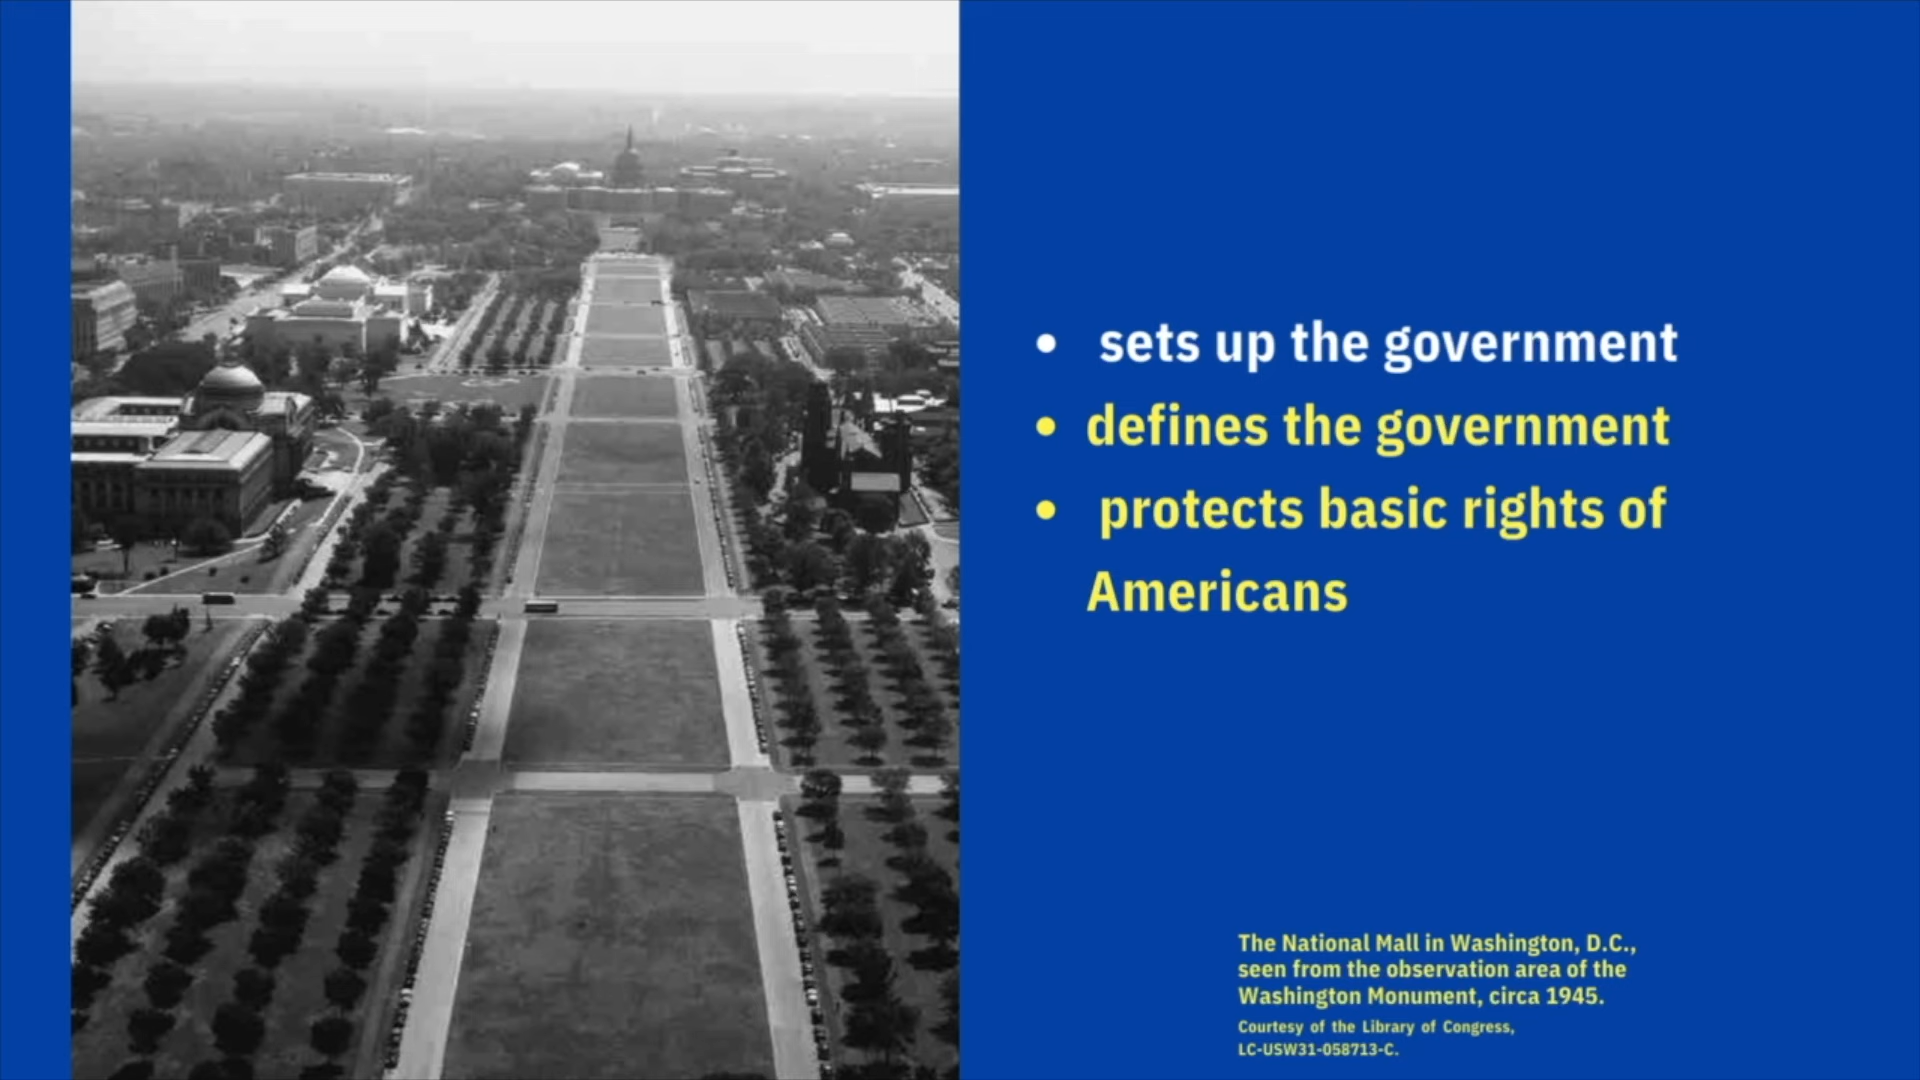 • sets up the government
• defines the government
• protects basic rights of
Americans
The National Mall in Washington, D.C.,
seen from the observation area of the
Washington Monument, circa 1945.
Courtesy of the Library of Congress,
LC-USW31-058713-C.